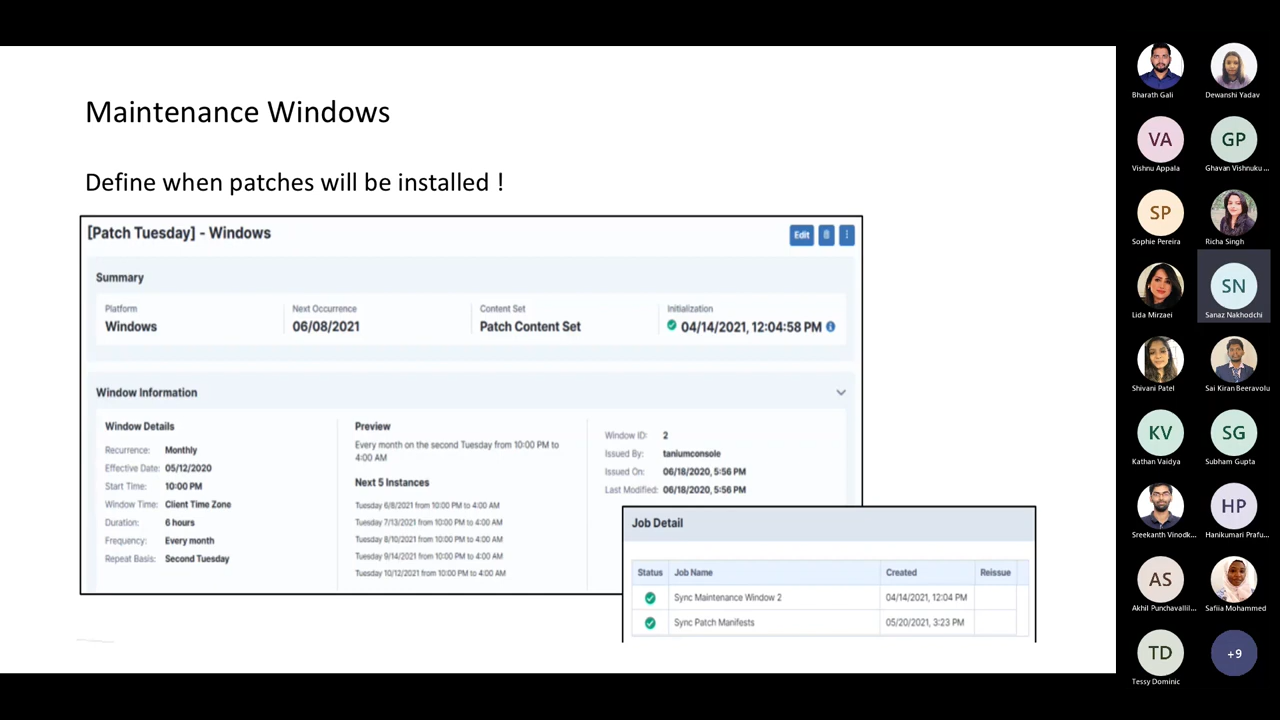 Maintenance Windows
Define when patches will be installed !
[Patch Tuesday] - Windows
Edit
Summary
Platform
Windows
Next Occurrence
06/08/2021
Content Set
Patch Content Set
Initialization
04/14/2021, 12:04:58 PM
Window Information
Window Details
Recurrence: Monthly
Effective Date: 05/12/2020
Start Time: 10:00 PM
Window Time: Client Time Zone
Duration: 6 hours
Frequency: Every month
Repeat Basis: Second Tuesday
Preview
Every month on the second Tuesday from 10:00 PM to
4:00 AM
Next 5 Instances
Tuesday 6/8/2021 from 10:00 PM to 4:00 AM
Tuesday 7/13/2021 from 10:00 PM to 4:00 AM
Tuesday 8/10/2021 from 10:00 PM to 4:00 AM
Tuesday 9/14/2021 from 10:00 PM to 4:00 AM
Tuesday 10/12/2021 from 10:00 PM to 4:00 AM
Window ID: 2
Issued By: taniumconsole
Issued On: 06/18/2020, 5:56 PM
Last Modified: 06/18/2020, 5:56 PM
Job Detail
Status Job Name Created Reissue
Sync Maintenance Window 2 04/14/2021, 12:04 PM
Sync Patch Manifests 05/20/2021, 3:23 PM
Bharath Gali
Dewanshi Yadav
VA
Vishnu Appala
GP
Ghavan Vishnuku...
SP
Sophie Pereira
Richa Singh
Lida Mirzaei
SN
Sanaz Nakhodchi
Shivani Patel
Sai Kiran Beeravolu
KV
Kathan Vaidya
SG
Subham Gupta
Sreekanth Vinodk...
HP
Hanikumari Prafu...
AS
Akhil Punchavallil...
Safiia Mohammed
TD
Tessy Dominic
+9